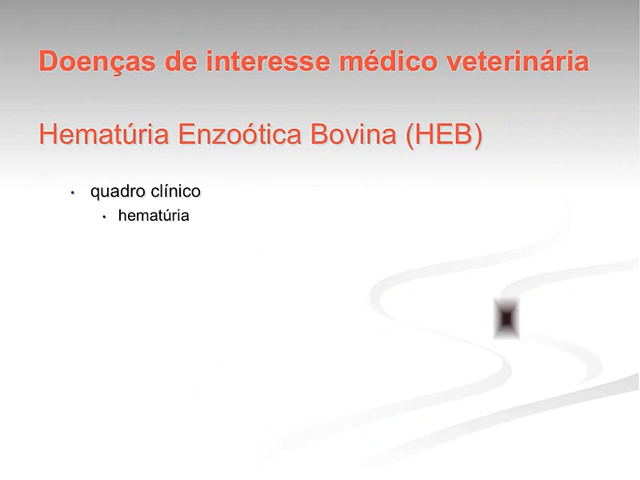 Doenças de interesse médico veterinária
Hematúria Enzoótica Bovina (HEB)
• quadro clínico
• hematúria